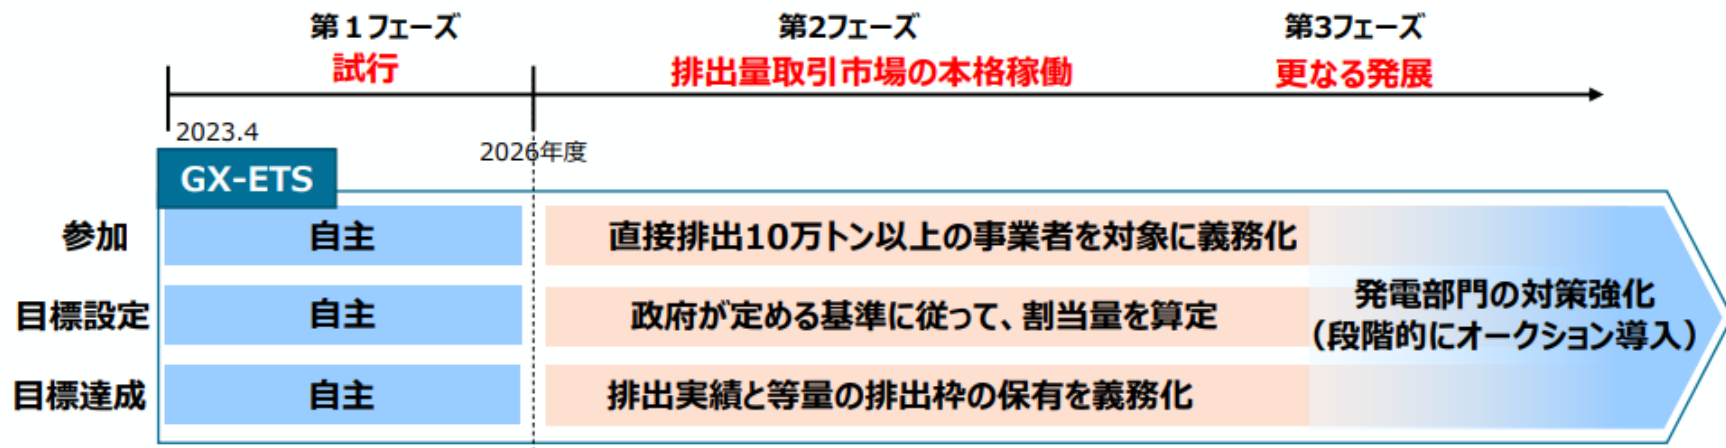 第1フェーズ
試行
第2フェーズ
排出量取引市場の本格稼働
第3フェーズ
更なる発展
2023.4
2026年度
GX-ETS
参加
自主
直接排出10万トン以上の事業者を対象に義務化
目標設定
自主
政府が定める基準に従って、割当量を算定
発電部門の対策強化
(段階的にオークション導入)
目標達成
自主
排出実績と等量の排出枠の保有を義務化